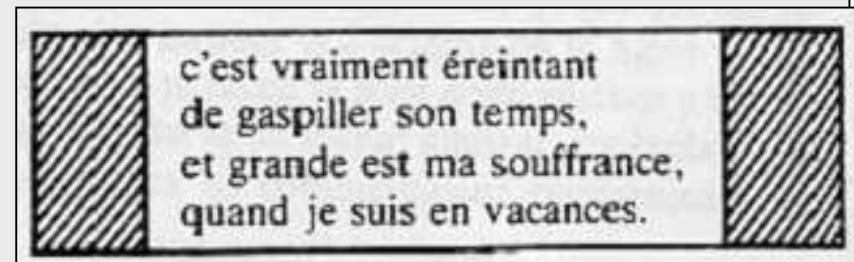 c'est vraiment éreintant
de gaspiller son temps,
et grande est ma souffrance,
quand je suis en vacances.